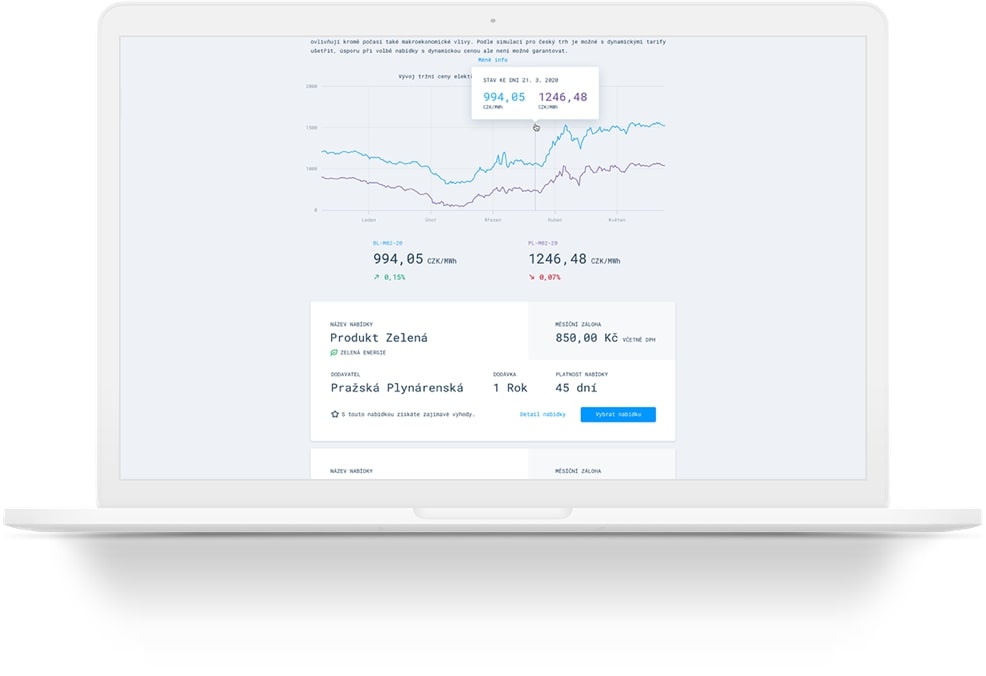 ovlivňují kromě počasí také makroekonomické vlivy. Podle simulací pro český trh je možné s dynamickými tarify
ušetřit, úsporu při volbě nabídky s dynamickou cenou ale není možné garantovat.
Méně info
Vývoj tržní ceny elekt
STAV KE DNI 21. 3. 2020
994,05 1246,48
CZK/MWh CZK/MWh
2000
1500
1000
0
Leden Únor Březen Duben Květen
BL-M02-20 PL-M02-20
994,05 CZK/MWh 1246,48 CZK/MWh
↗ 0,15% ↘ 0,07%
NÁZEV NABÍDKY MĚSÍČNÍ ZÁLOHA
Produkt Zelená 850,00 Kč VČETNĚ DPH
ZELENÁ ENERGIE
DODAVATEL DODÁVKA PLATNOST NABÍDKY
Pražská Plynárenská 1 Rok 45 dní
S touto nabídkou získáte zajímavé výhody. Detail nabídky Vybrat nabídku
NÁZEV NABÍDKY MĚSÍČNÍ ZÁLOHA